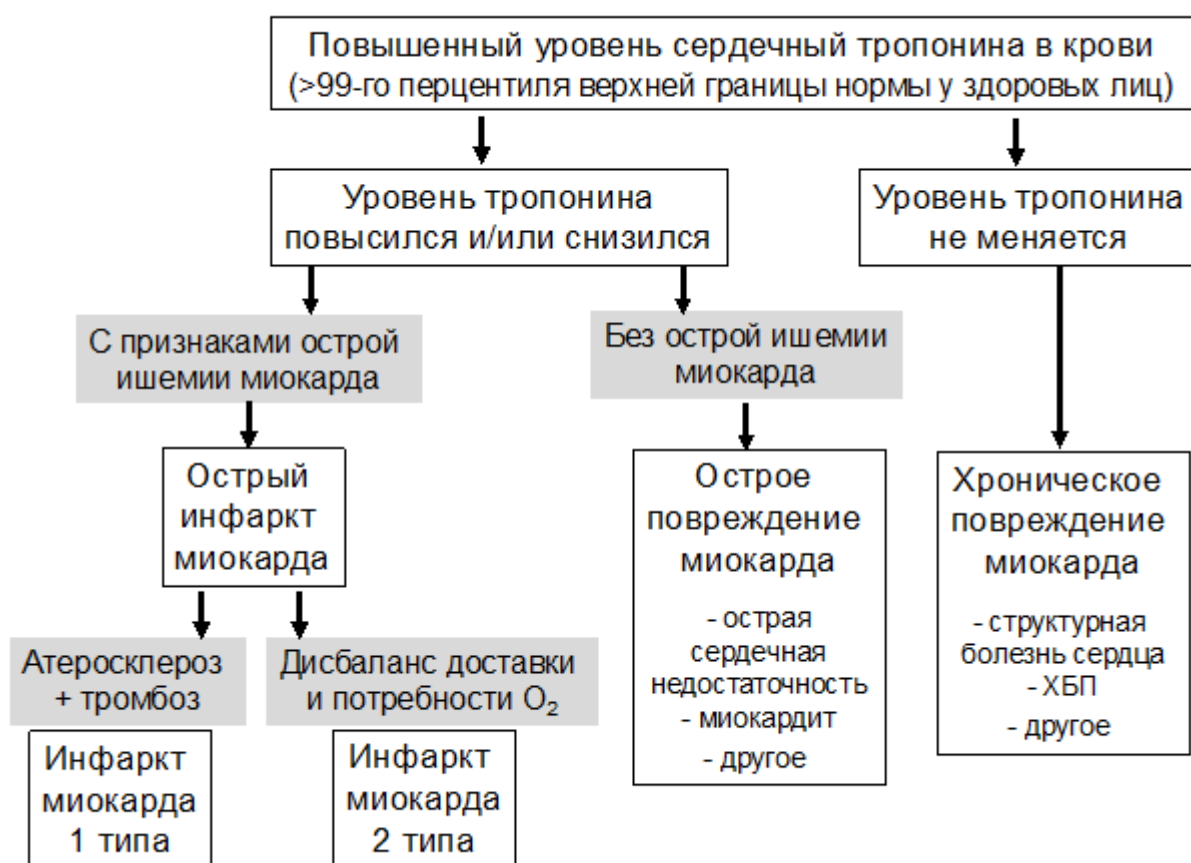 Повышенный уровень сердечный тропонина в крови
(>99-го перцентиля верхней границы нормы у здоровых лиц)
Уровень тропонина
повысился и/или снизился
Уровень тропонина
не меняется
С признаками острой
ишемии миокарда
Без острой ишемии
миокарда
Острый
инфаркт
миокарда
Острое
повреждение
миокарда
- острая
сердечная
недостаточность
- миокардит
- другое
Хроническое
повреждение
миокарда
- структурная
болезнь сердца
- ХБП
- другое
Атеросклероз
+ тромбоз
Дисбаланс доставки
и потребности O₂
Инфаркт
миокарда
1 типа
Инфаркт
миокарда
2 типа